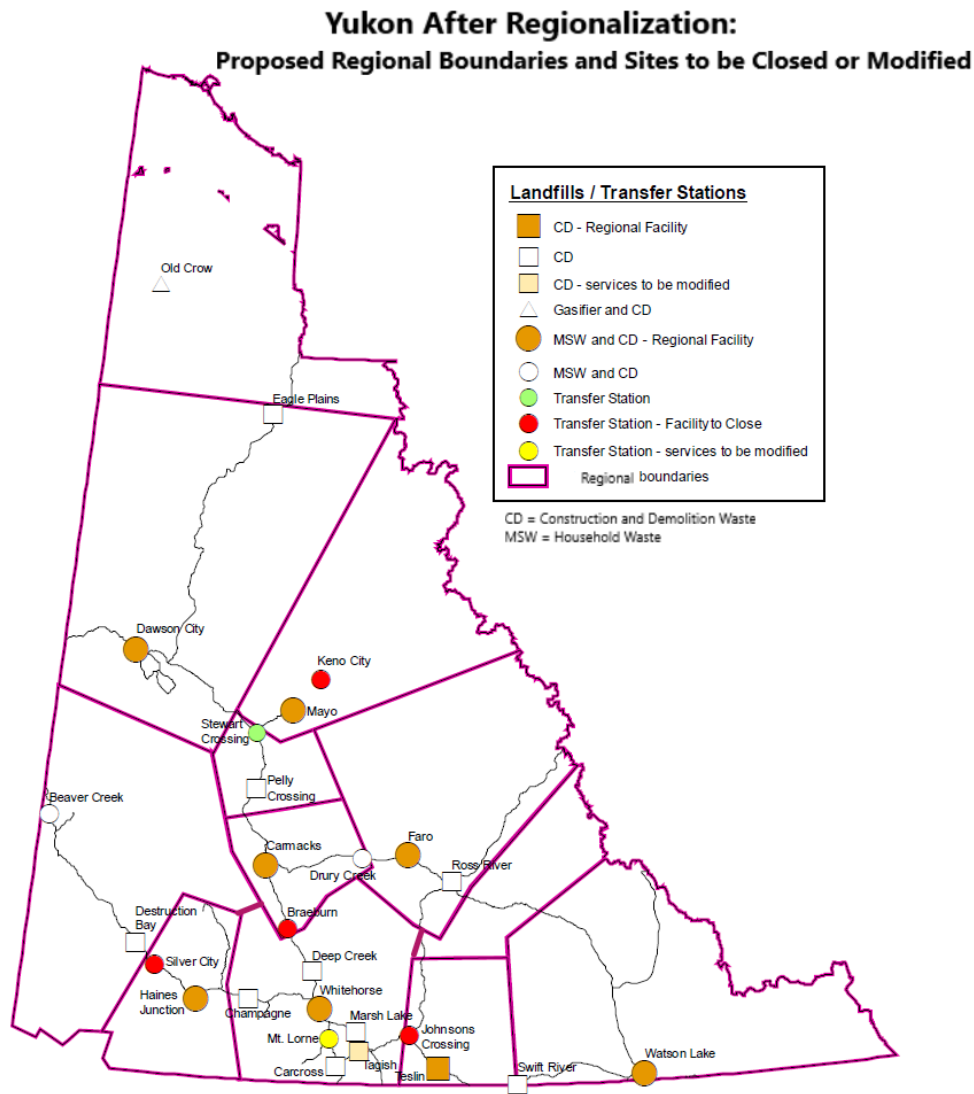 Yukon After Regionalization:
Proposed Regional Boundaries and Sites to be Closed or Modified
Landfills / Transfer Stations
CD - Regional Facility
CD
CD - services to be modified
Gasifier and CD
MSW and CD - Regional Facility
MSW and CD
Transfer Station
Transfer Station - Facility to Close
Transfer Station - services to be modified
Regional boundaries
CD = Construction and Demolition Waste
MSW = Household Waste
Old Crow
Eagle Plains
Dawson City
Keno City
Mayo
Stewart
Crossing
Pelly
Crossing
Beaver Creek
Carmacks
Faro
Drury Creek
Ross River
Destruction
Bay
Braeburn
Silver City
Deep Creek
Haines
Junction
Champagne
Whitehorse
Marsh Lake
Mt. Lorne
Johnsons
Crossing
Tagish
Carcross
Teslin
Swift River
Watson Lake